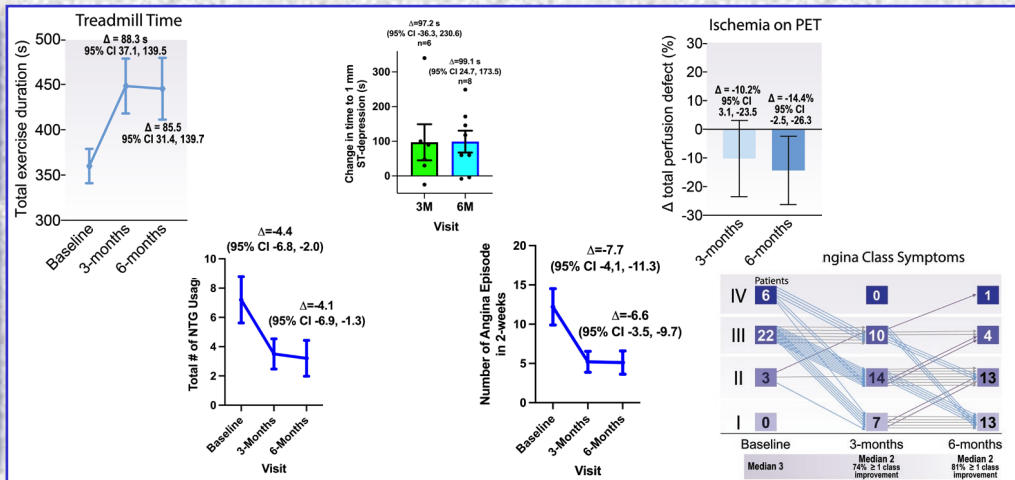 Treadmill Time
Total exercise duration (s)
500
450
400
350
300
Δ = 88.3 s
95% CI 37.1, 139.5
Δ = 85.5
95% CI 31.4, 139.7
Baseline
3-months
6-months
Δ=97.2 s
(95% CI -36.3, 230.6)
n=6
Δ=99.1 s
(95% CI 24.7, 173.5)
n=8
Change in time to 1 mm
ST-depression (s)
300
200
100
0
3M
6M
Visit
Ischemia on PET
Δ total perfusion defect (%)
30
20
10
0
-10
-20
-30
Δ = -10.2%
95% CI
3.1, -23.5
Δ = -14.4%
95% CI
-2.5, -26.3
3-months
6-months
Δ=-4.4
(95% CI -6.8, -2.0)
Δ=-4.1
(95% CI -6.9, -1.3)
Total # of NTG Usag
10
8
6
4
2
0
Baseline
3-Months
6-Months
Visit
Δ=-7.7
(95% CI -4,1, -11.3)
Δ=-6.6
(95% CI -3.5, -9.7)
Number of Angina Episode
in 2-weeks
20
15
10
5
0
Baseline
3-Months
6-Months
Visit
ngina Class Symptoms
Patients
IV 6 0 1
III 22 10 4
II 3 14 13
I 0 7 13
Baseline 3-months 6-months
Median 3
Median 2
74% ≥ 1 class
improvement
Median 2
81% ≥ 1 class
improvement